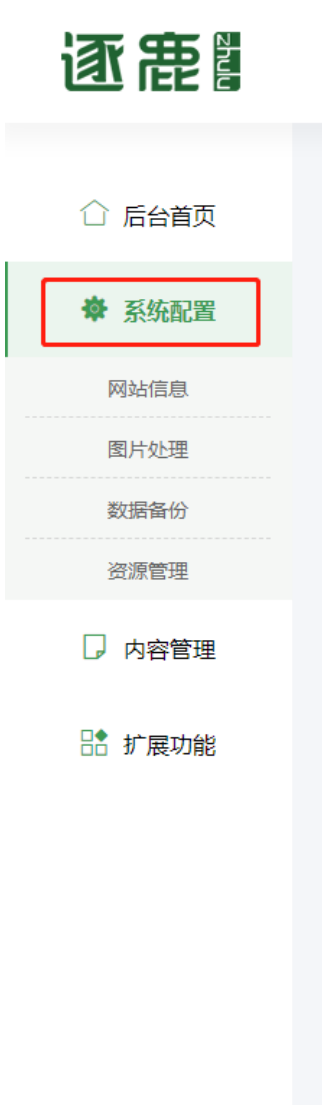 逐鹿 zhulu
后台首页
系统配置
网站信息
图片处理
数据备份
资源管理
内容管理
扩展功能